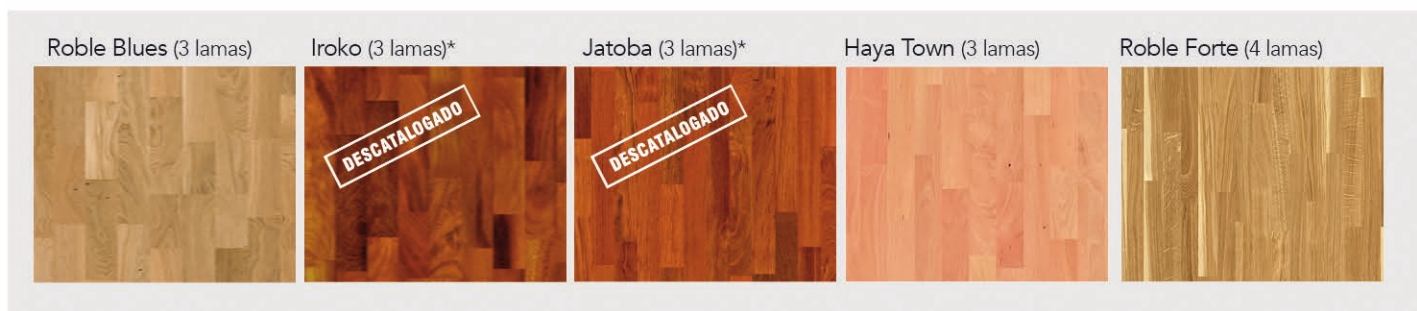 Roble Blues (3 lamas)
Iroko (3 lamas)*
Jatoba (3 lamas)*
Haya Town (3 lamas)
Roble Forte (4 lamas)
DESCATALOGADO
DESCATALOGADO